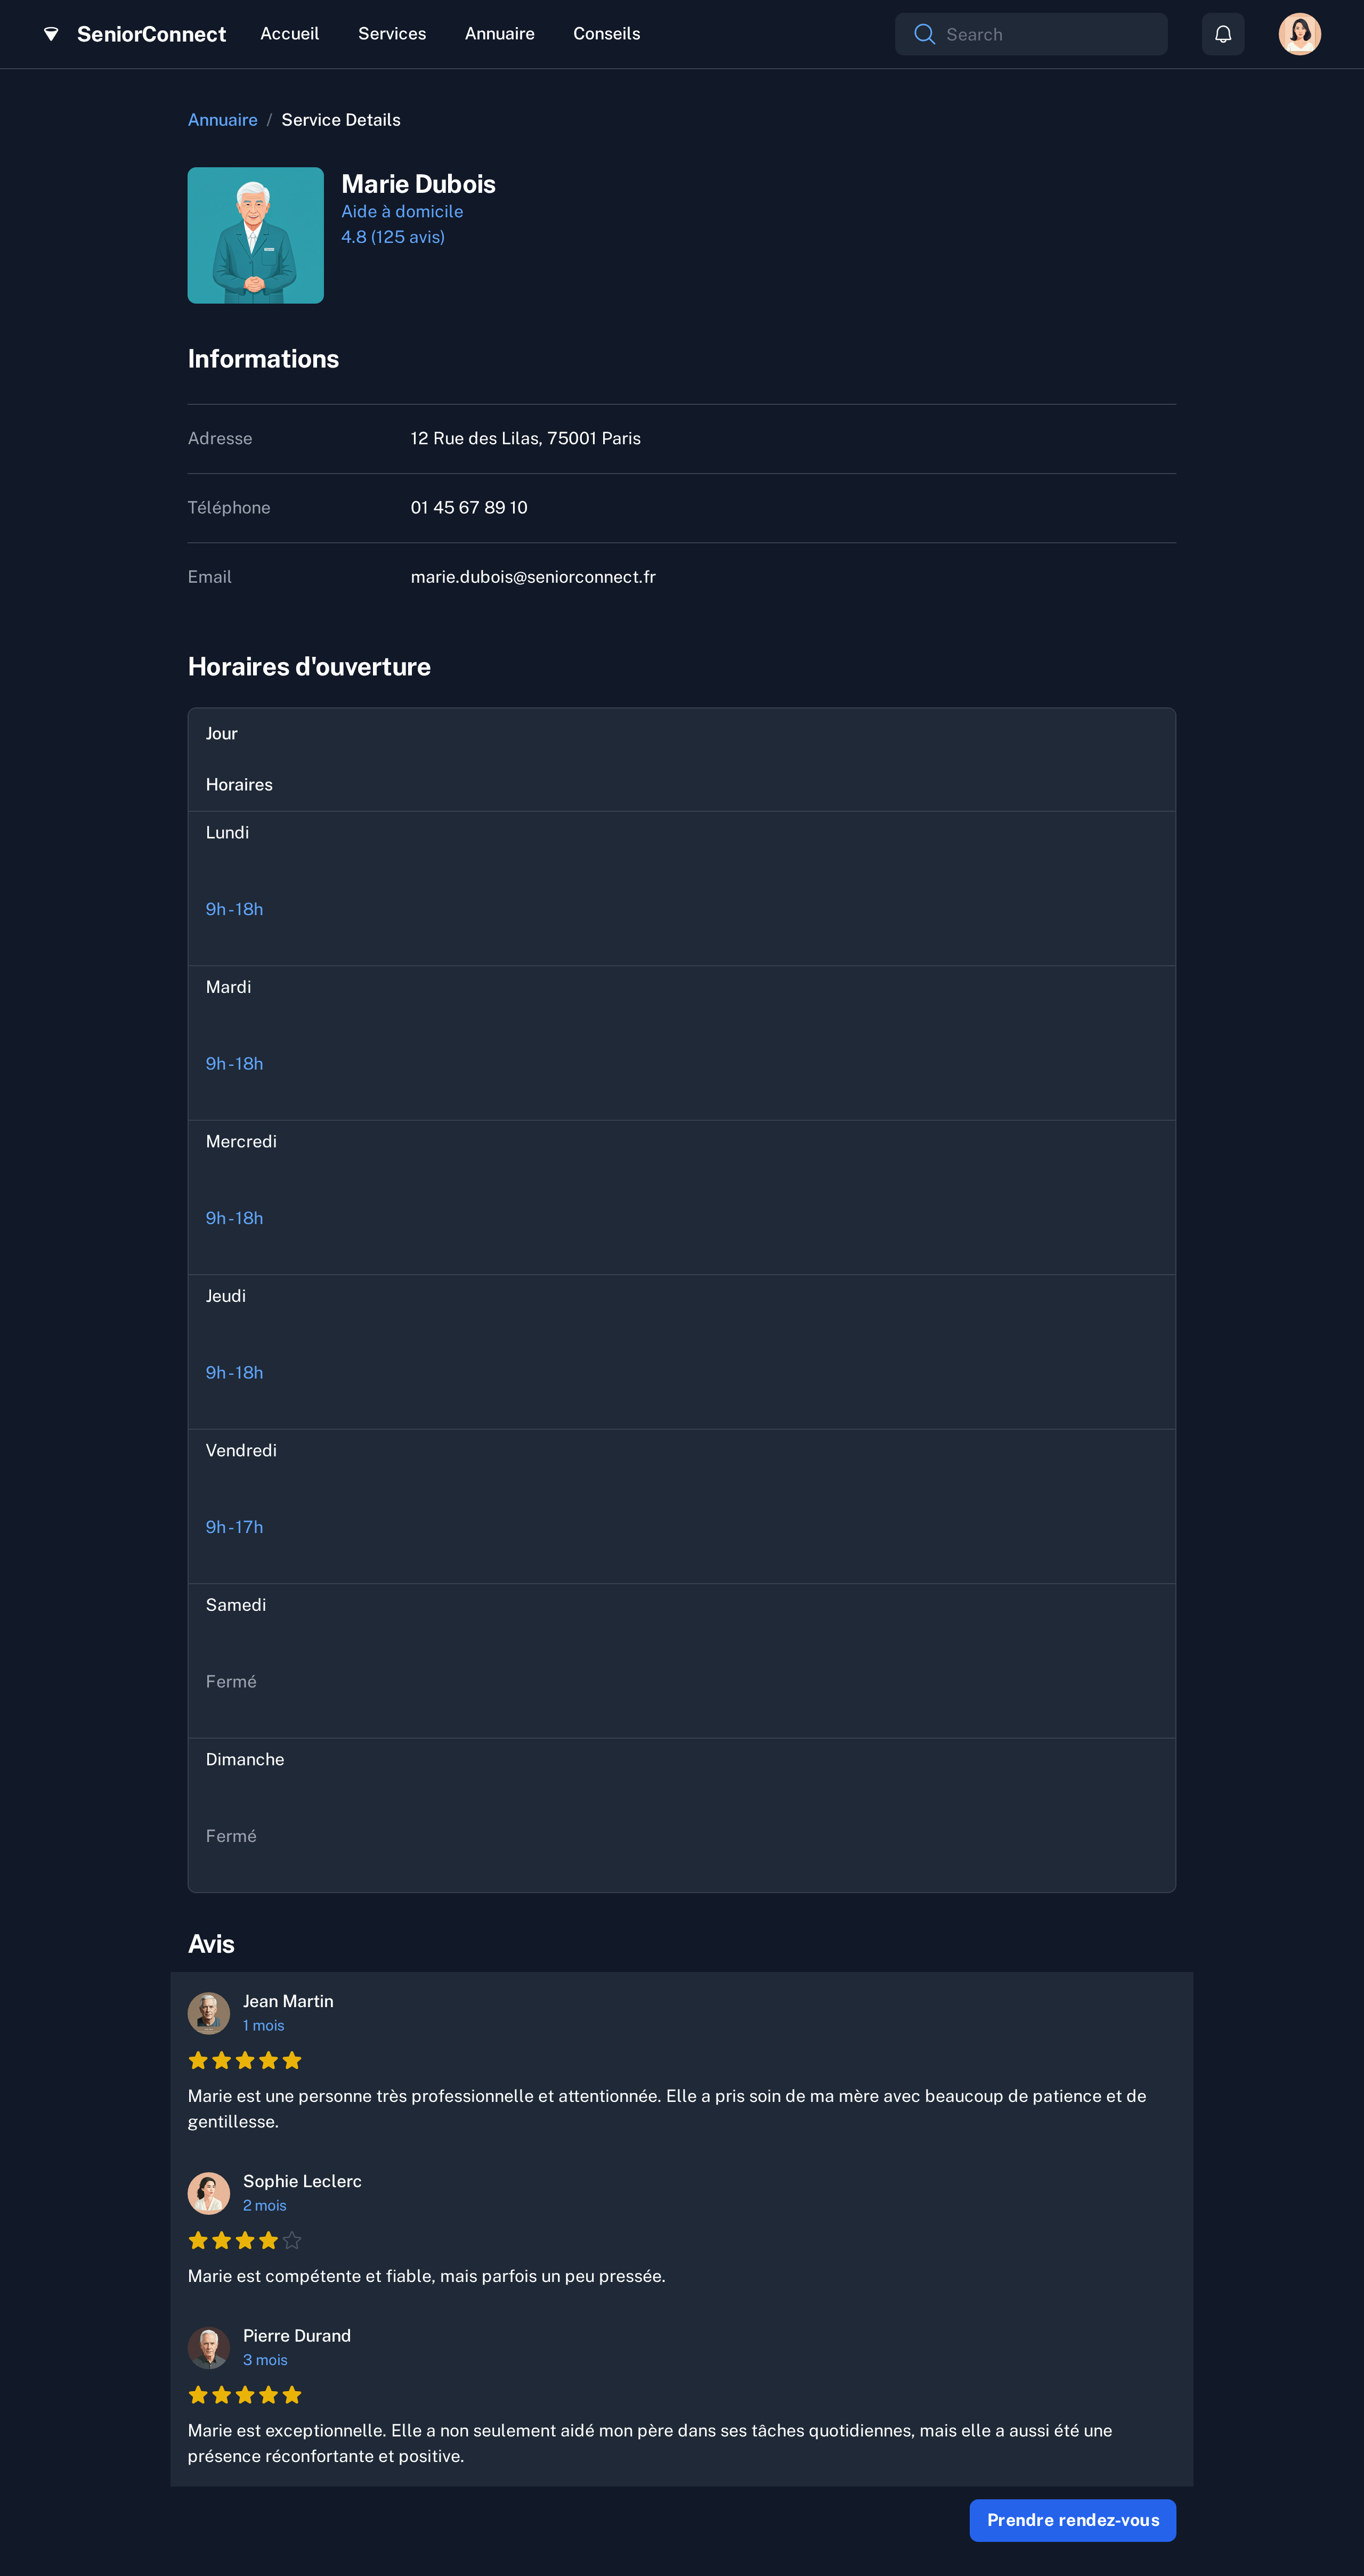 SeniorConnect
Accueil
Services
Annuaire
Conseils
Search
Annuaire / Service Details
Marie Dubois
Aide à domicile
4.8 (125 avis)
Informations
Adresse
12 Rue des Lilas, 75001 Paris
Téléphone
01 45 67 89 10
Email
marie.dubois@seniorconnect.fr
Horaires d'ouverture
Jour
Horaires
Lundi
9h-18h
Mardi
9h-18h
Mercredi
9h-18h
Jeudi
9h-18h
Vendredi
9h-17h
Samedi
Fermé
Dimanche
Fermé
Avis
Jean Martin
1 mois
Marie est une personne très professionnelle et attentionnée. Elle a pris soin de ma mère avec beaucoup de patience et de
gentillesse.
Sophie Leclerc
2 mois
Marie est compétente et fiable, mais parfois un peu pressée.
Pierre Durand
3 mois
Marie est exceptionnelle. Elle a non seulement aidé mon père dans ses tâches quotidiennes, mais elle a aussi été une
présence réconfortante et positive.
Prendre rendez-vous